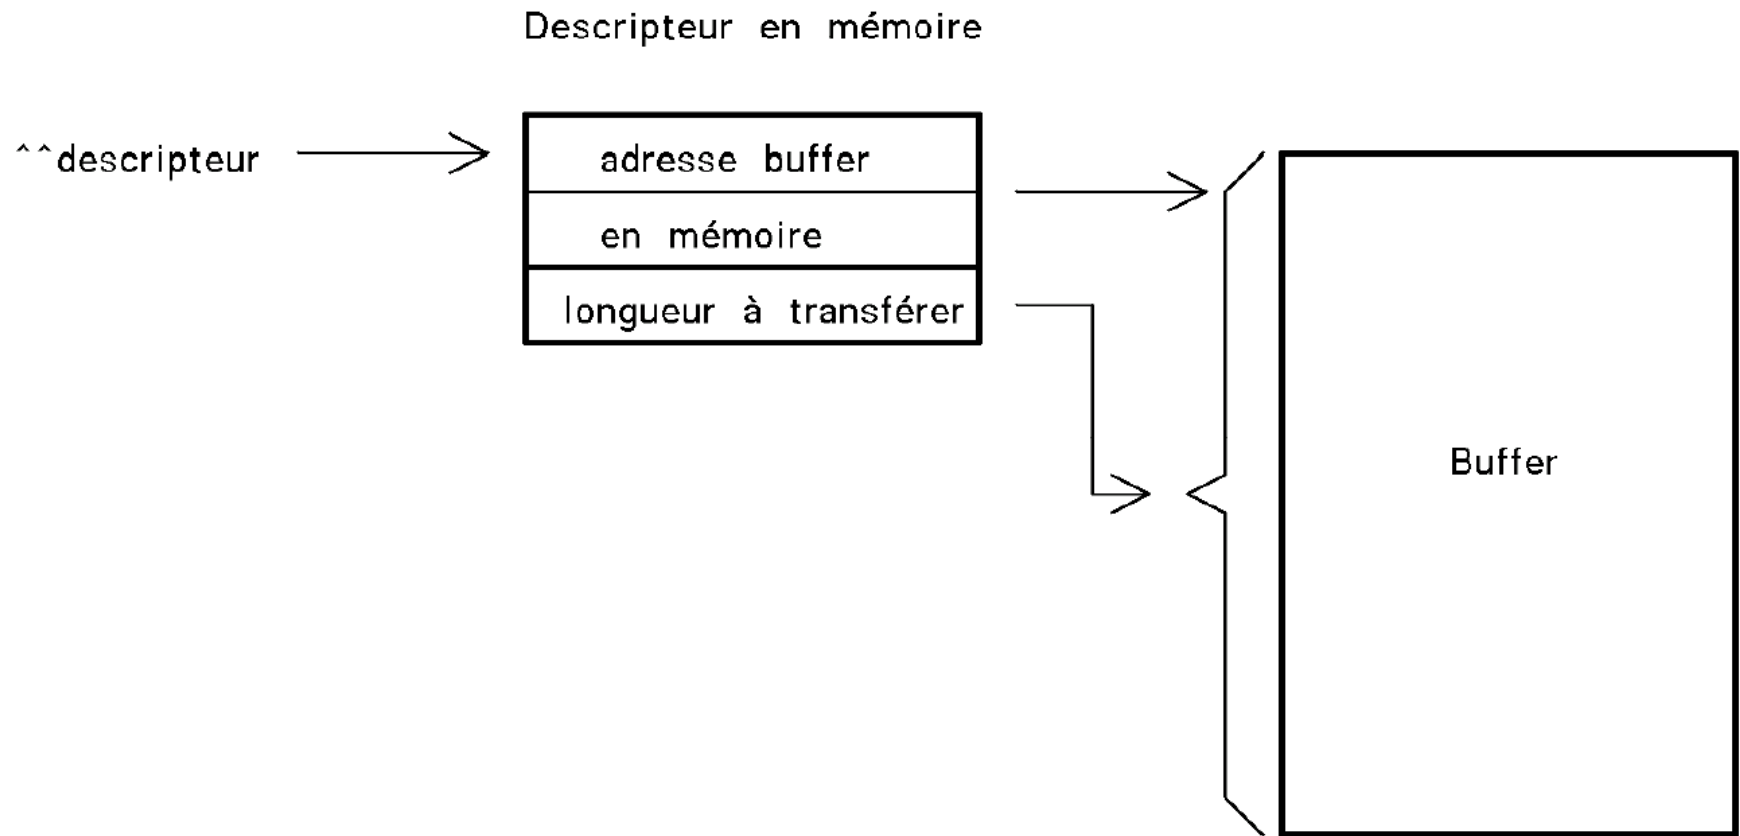 Descripteur en mémoire
^^descripteur
adresse buffer
en mémoire
longueur à transférer
Buffer